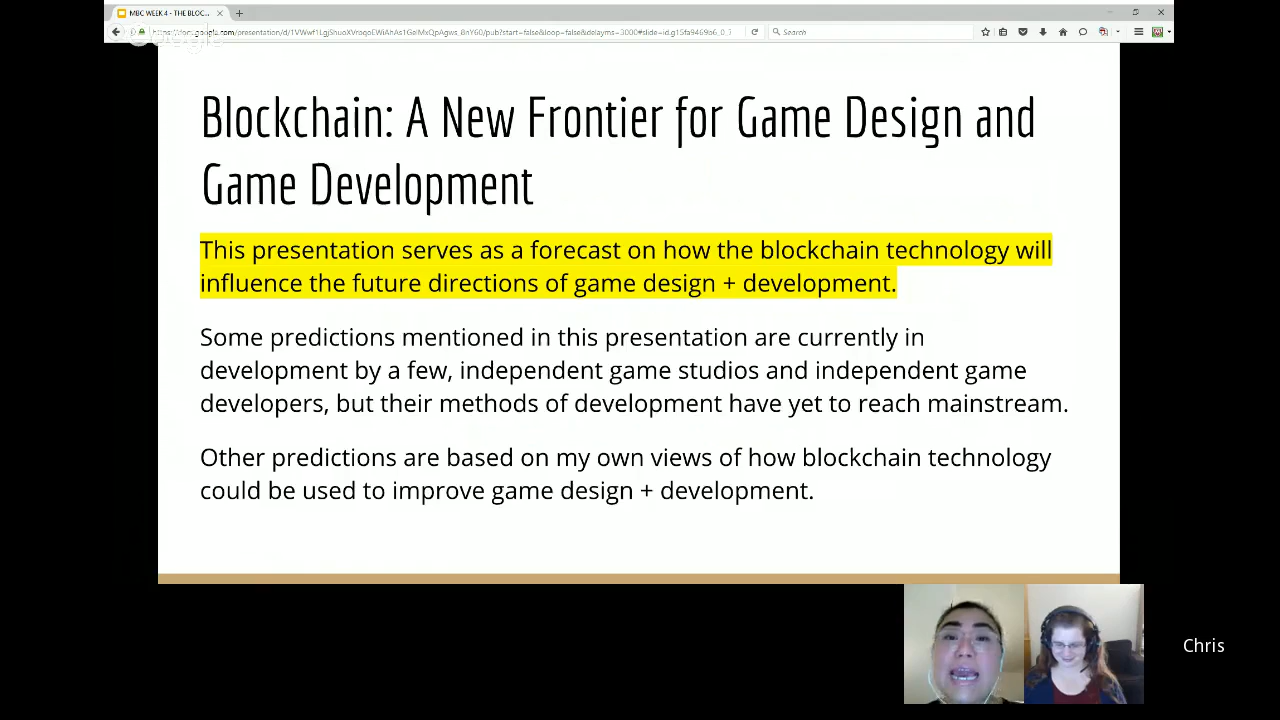 MBC WEEK 4 - THE BLOC...
Google
Search
Blockchain: A New Frontier for Game Design and
Game Development
This presentation serves as a forecast on how the blockchain technology will
influence the future directions of game design + development.
Some predictions mentioned in this presentation are currently in
development by a few, independent game studios and independent game
developers, but their methods of development have yet to reach mainstream.
Other predictions are based on my own views of how blockchain technology
could be used to improve game design + development.
Chris